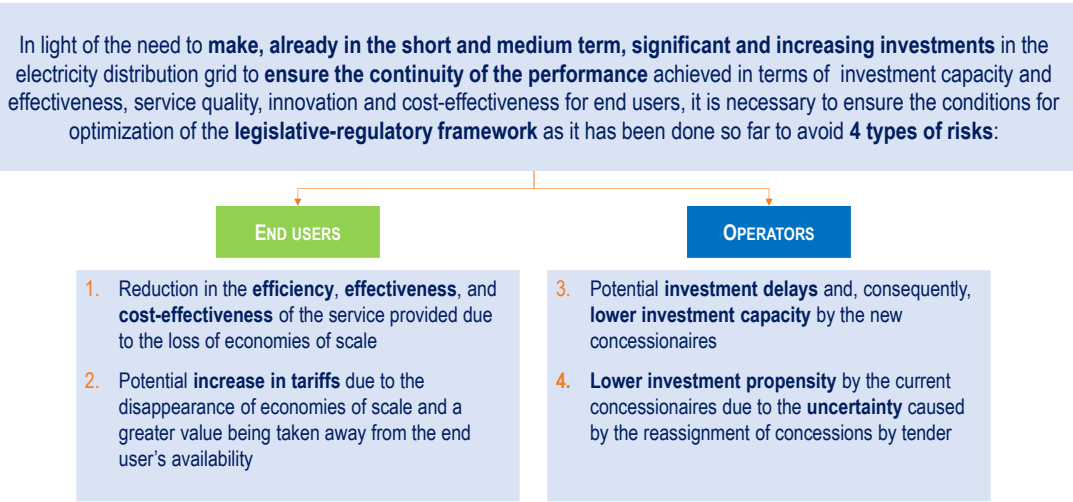 In light of the need to make, already in the short and medium term, significant and increasing investments in the
electricity distribution grid to ensure the continuity of the performance achieved in terms of investment capacity and
effectiveness, service quality, innovation and cost-effectiveness for end users, it is necessary to ensure the conditions for
optimization of the legislative-regulatory framework as it has been done so far to avoid 4 types of risks:
END USERS
1. Reduction in the efficiency, effectiveness, and
cost-effectiveness of the service provided due
to the loss of economies of scale
2. Potential increase in tariffs due to the
disappearance of economies of scale and a
greater value being taken away from the end
user's availability
OPERATORS
3. Potential investment delays and, consequently,
lower investment capacity by the new
concessionaires
4. Lower investment propensity by the current
concessionaires due to the uncertainty caused
by the reassignment of concessions by tender